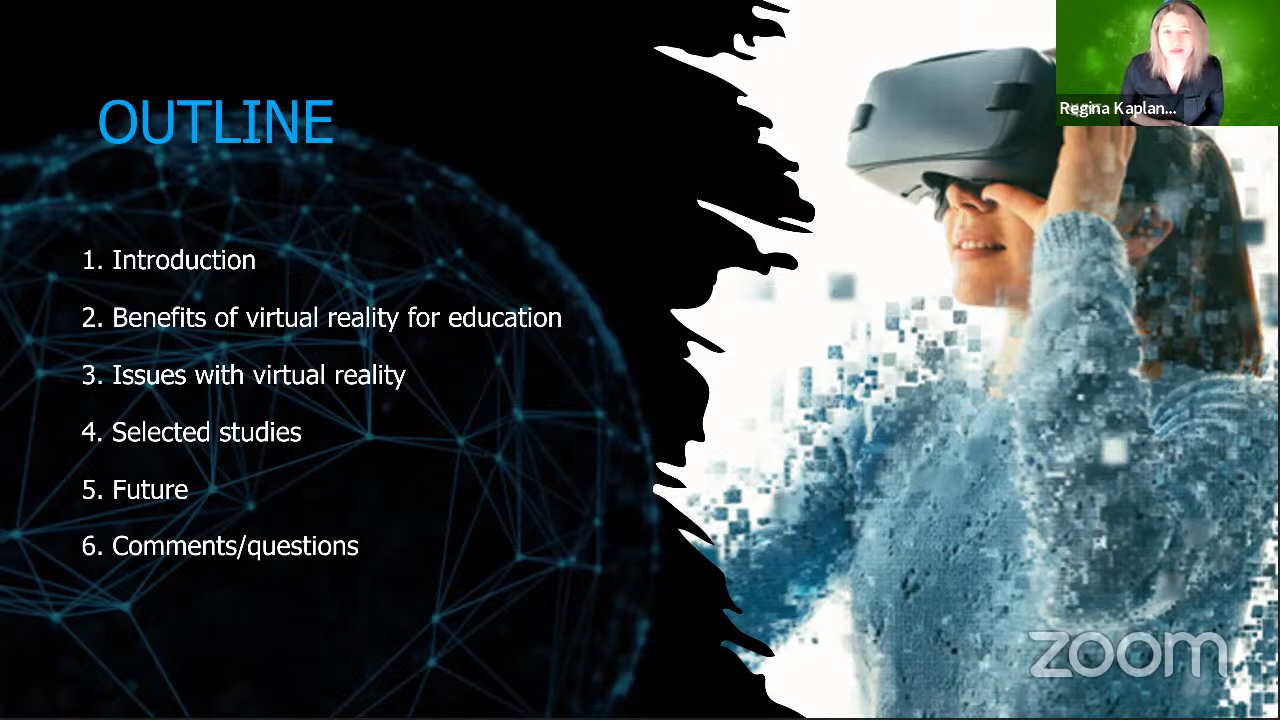 Regina Kaplan...
OUTLINE
1. Introduction
2. Benefits of virtual reality for education
3. Issues with virtual reality
4. Selected studies
5. Future
6. Comments/questions
zoom